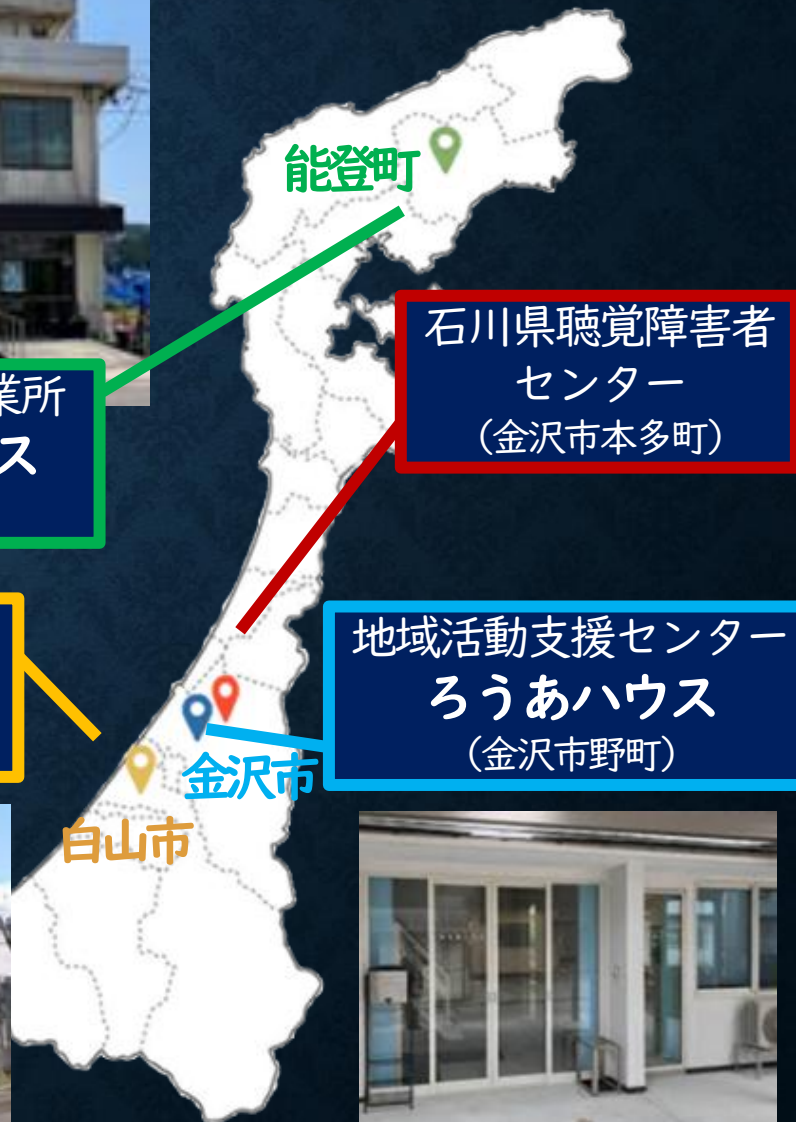 能登町
石川県聴覚障害者
センター
(金沢市本多町)
業所
ス
地域活動支援センター
ろうあハウス
(金沢市野町)
金沢市
白山市